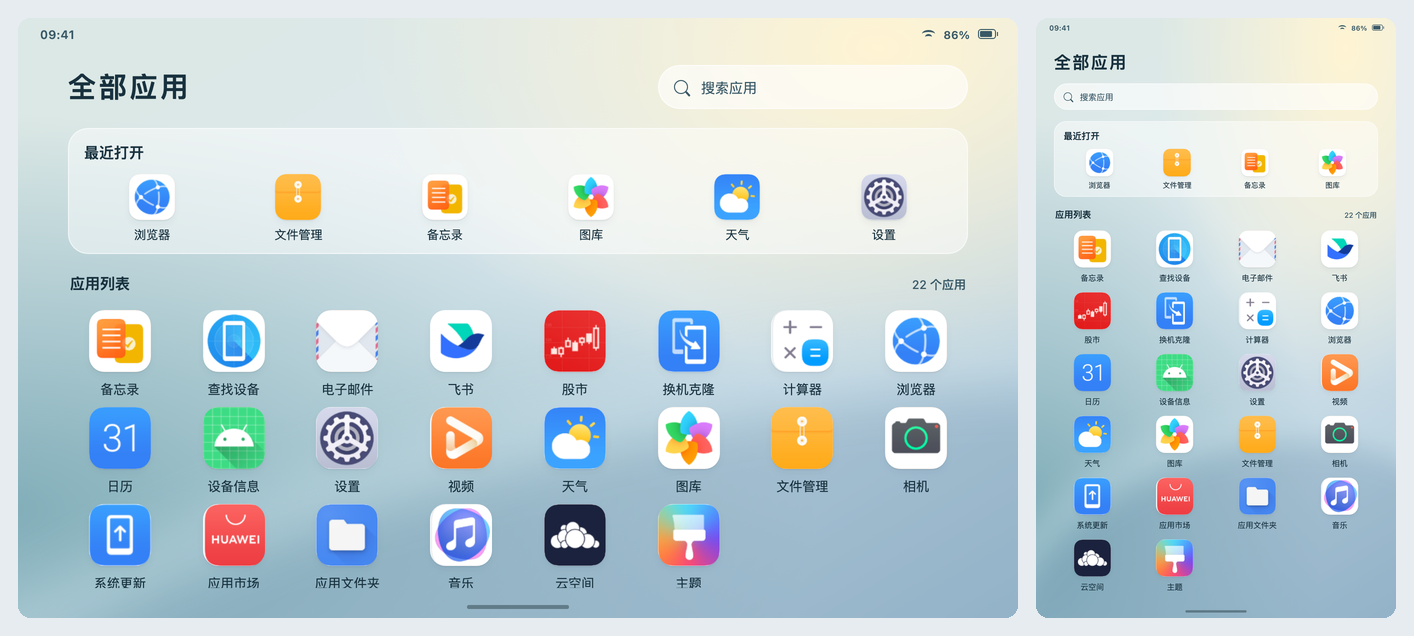 09:41
86%
全部应用
搜索应用
最近打开
浏览器 文件管理 备忘录 图库 天气 设置
应用列表 22 个应用
备忘录 查找设备 电子邮件 飞书 股市 换机克隆 计算器 浏览器
31
日历 设备信息 设置 视频 天气 图库 文件管理 相机
HUAWEI
系统更新 应用市场 应用文件夹 音乐 云空间 主题
09:41
86%
全部应用
搜索应用
最近打开
浏览器 文件管理 备忘录 图库
应用列表 22 个应用
备忘录 查找设备 电子邮件 飞书
股市 换机克隆 计算器 浏览器
31
日历 设备信息 设置 视频
天气 图库 文件管理 相机
HUAWEI
系统更新 应用市场 应用文件夹 音乐
云空间 主题